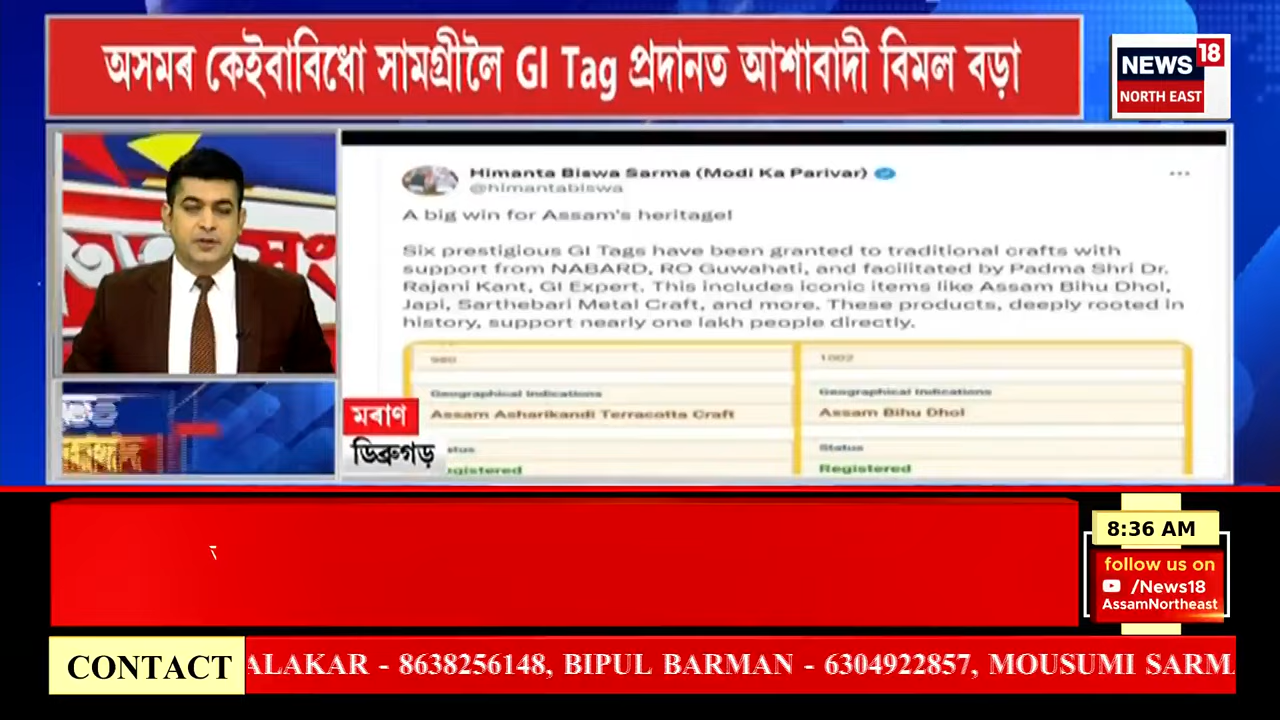 অসমৰ কেইবাবিধো সামগ্ৰীলৈ GI Tag প্ৰদানত আশাবাদী বিমল বড়া
NEWS 18
NORTH EAST
Himanta Biswa Sarma (Modi Ka Parivar)
@himantabiswa
A big win for Assam's heritage!
Six prestigious GI Tags have been granted to traditional crafts with
support from NABARD, RO Guwahati, and facilitated by Padma Shri Dr.
Rajani Kant, GI Expert. This includes iconic items like Assam Bihu Dhol,
Japi, Sarthebari Metal Craft, and more. These products, deeply rooted in
history, support nearly one lakh people directly.
980 1002
Geographical Indications Geographical Indications
Assam Asharikandi Terracotta Craft Assam Bihu Dhol
Status
Registered
মৰাণ
ডিব্ৰুগড়
8:36 AM
follow us on
/News18
AssamNortheast
CONTACT ALAKAR - 8638256148, BIPUL BARMAN - 6304922857, MOUSUMI SARM